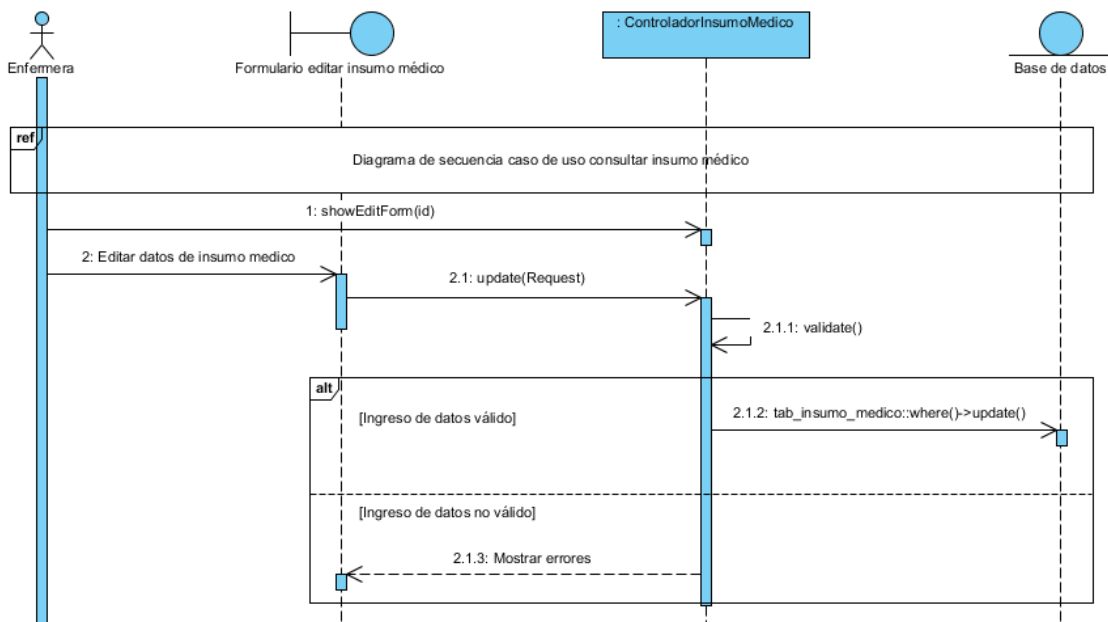 : ControladorInsumoMedico
Enfermera
Formulario editar insumo médico
Base de datos
ref
Diagrama de secuencia caso de uso consultar insumo médico
1: showEditForm(id)
2: Editar datos de insumo medico
2.1: update(Request)
2.1.1: validate()
alt
[Ingreso de datos válido]
2.1.2: tab_insumo_medico::where()->update()
[Ingreso de datos no válido]
2.1.3: Mostrar errores